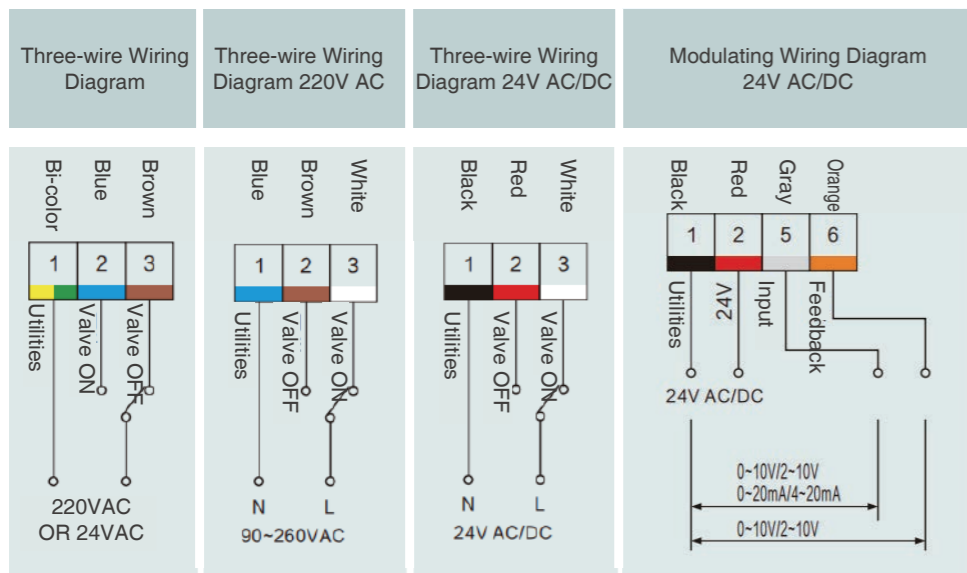 Three-wire Wiring
Diagram
Three-wire Wiring
Diagram 220V AC
Three-wire Wiring
Diagram 24V AC/DC
Modulating Wiring Diagram
24V AC/DC
Bi-color
Blue
Brown
1
2
3
Utilities
Valve ON
Valve OFF
220VAC
OR 24VAC
Blue
Brown
White
1
2
3
Utilities
Valve OFF
Valve ON
N
L
90~260VAC
Black
Red
White
1
2
3
Utilities
Valve OFF
Valve ON
N
L
24V AC/DC
Black
Red
Gray
Orange
1
2
5
6
Utilities
24V
Input
Feedback
24V AC/DC
0~10V/2~10V
0~20mA/4~20mA
0~10V/2~10V